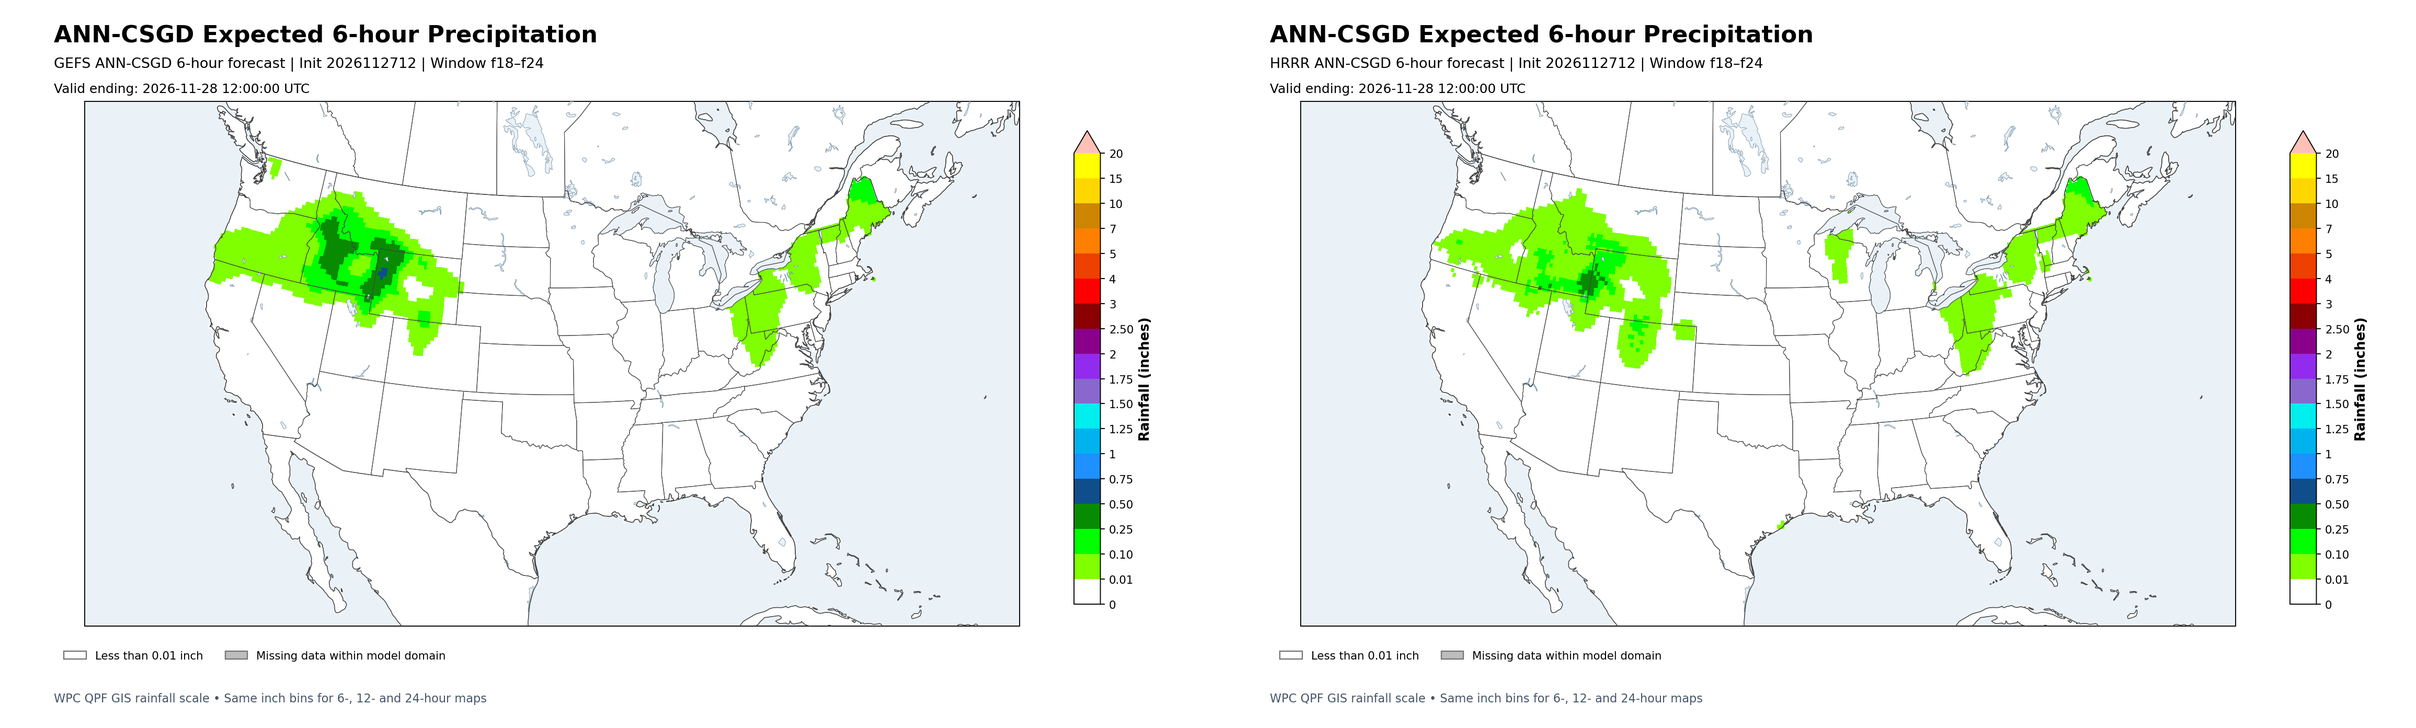 ANN-CSGD Expected 6-hour Precipitation
GEFS ANN-CSGD 6-hour forecast | Init 2026112712 | Window f18–f24
Valid ending: 2026-11-28 12:00:00 UTC
20
15
10
7
5
4
3
2.50
2
1.75
1.50
1.25
1
0.75
0.50
0.25
0.10
0.01
0
Rainfall (inches)
Less than 0.01 inch
Missing data within model domain
WPC QPF GIS rainfall scale • Same inch bins for 6-, 12- and 24-hour maps
ANN-CSGD Expected 6-hour Precipitation
HRRR ANN-CSGD 6-hour forecast | Init 2026112712 | Window f18–f24
Valid ending: 2026-11-28 12:00:00 UTC
20
15
10
7
5
4
3
2.50
2
1.75
1.50
1.25
1
0.75
0.50
0.25
0.10
0.01
0
Rainfall (inches)
Less than 0.01 inch
Missing data within model domain
WPC QPF GIS rainfall scale • Same inch bins for 6-, 12- and 24-hour maps